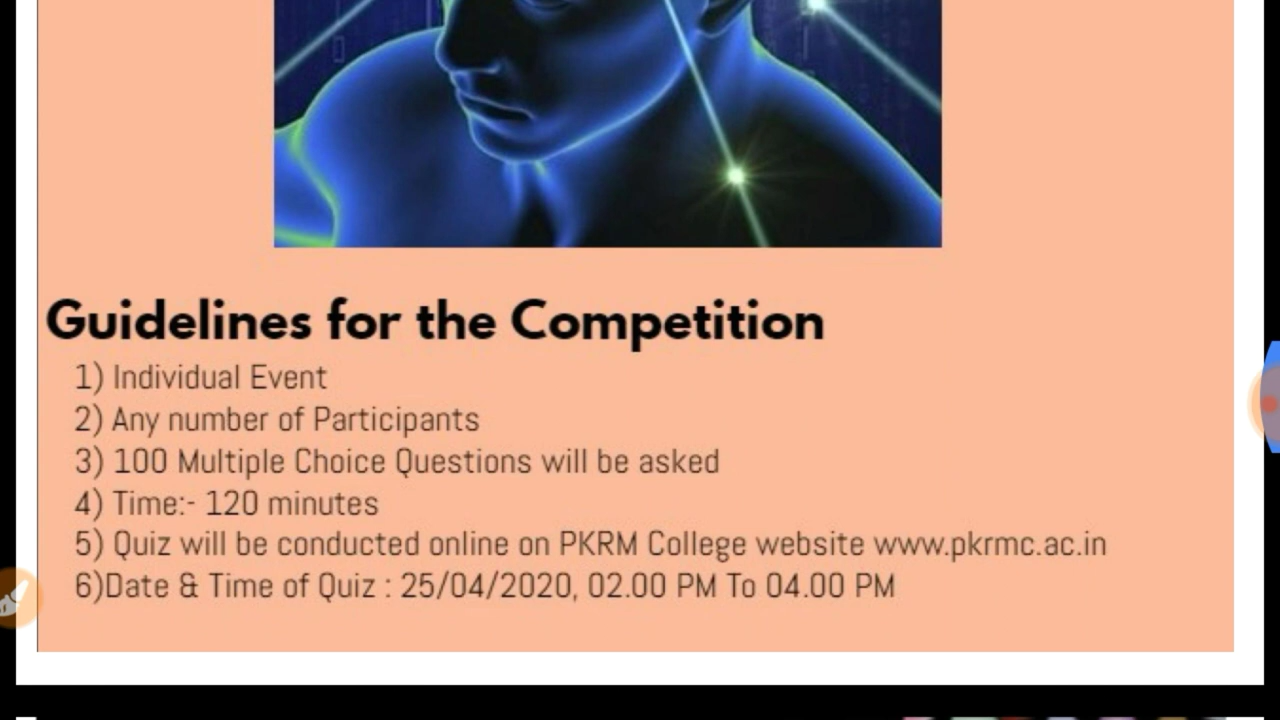 Guidelines for the Competition
1) Individual Event
2) Any number of Participants
3) 100 Multiple Choice Questions will be asked
4) Time:- 120 minutes
5) Quiz will be conducted online on PKRM College website www.pkrmc.ac.in
6)Date & Time of Quiz : 25/04/2020, 02.00 PM To 04.00 PM